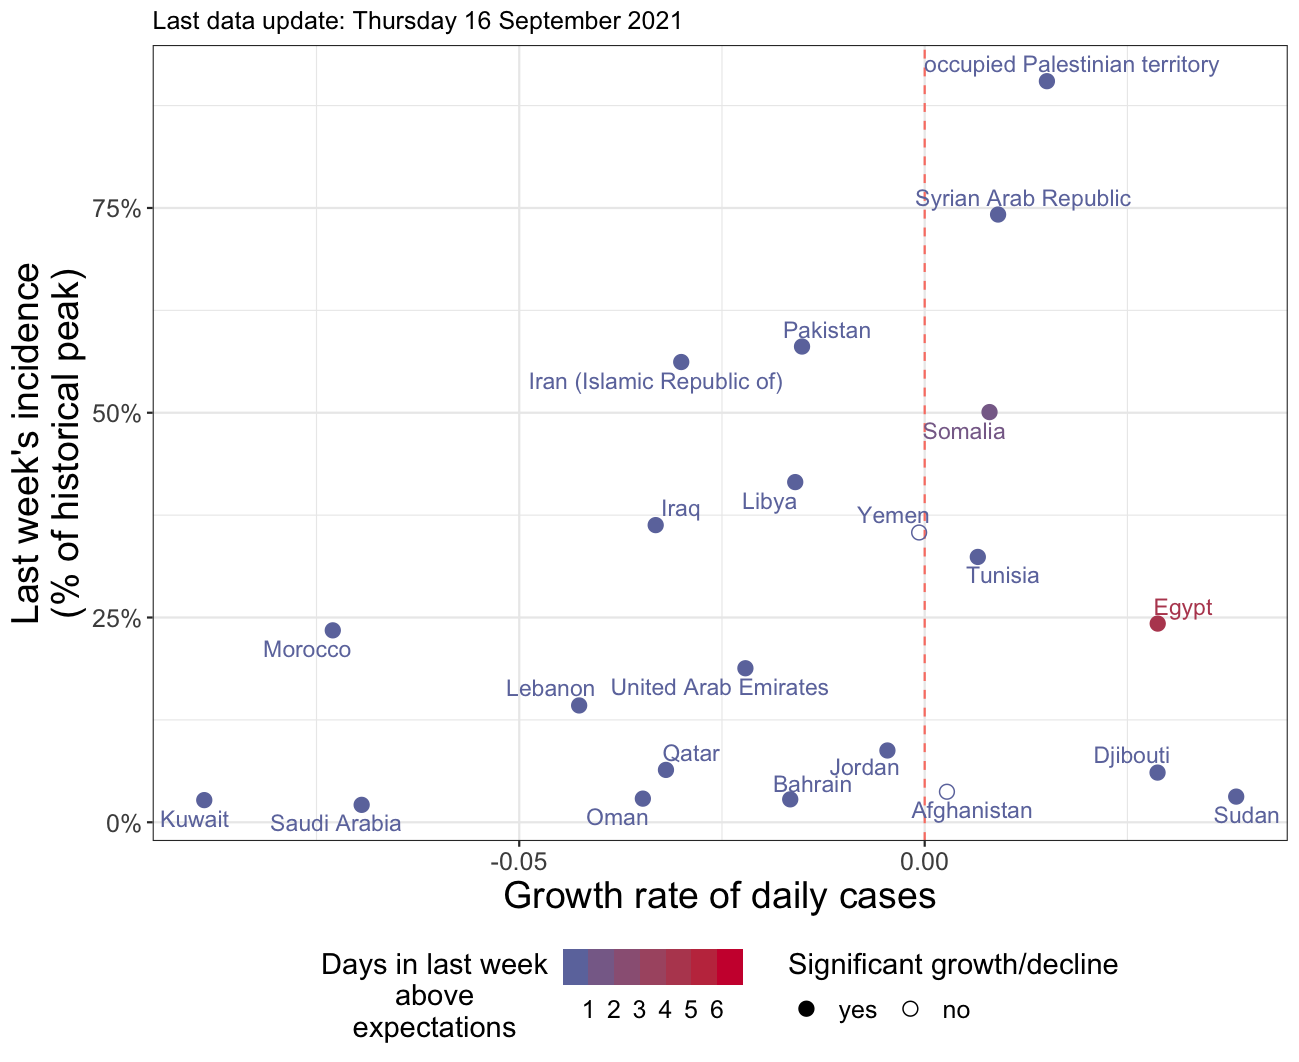 Last data update: Thursday 16 September 2021
Last week's incidence
(% of historical peak)
75%
50%
25%
0%
occupied Palestinian territory
Syrian Arab Republic
Pakistan
Iran (Islamic Republic of)
Somalia
Libya
Iraq
Yemen
Tunisia
Egypt
Morocco
United Arab Emirates
Lebanon
Qatar
Jordan
Djibouti
Bahrain
Afghanistan
Sudan
Oman
Kuwait
Saudi Arabia
-0.05
0.00
Growth rate of daily cases
Days in last week
above
expectations
1 2 3 4 5 6
Significant growth/decline
yes
no